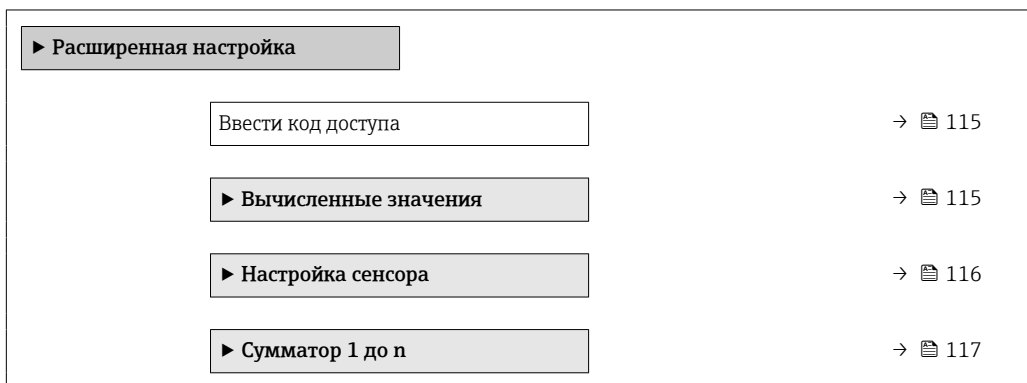 ▶ Расширенная настройка
Ввести код доступа → 115
▶ Вычисленные значения → 115
▶ Настройка сенсора → 116
▶ Сумматор 1 до n → 117